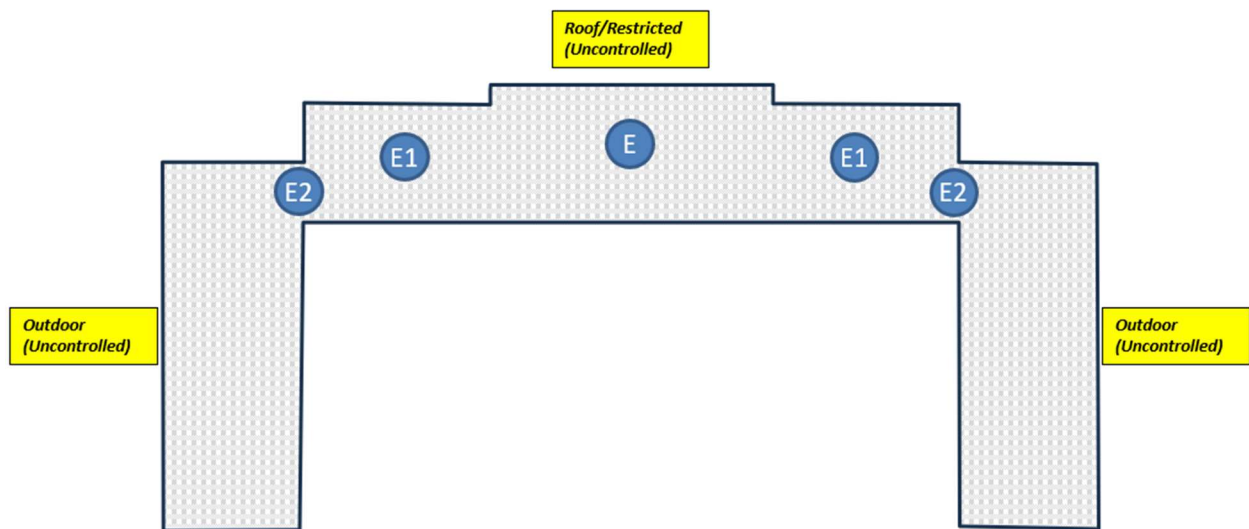 Roof/Restricted
(Uncontrolled)
E1
E
E1
E2
E2
Outdoor
(Uncontrolled)
Outdoor
(Uncontrolled)